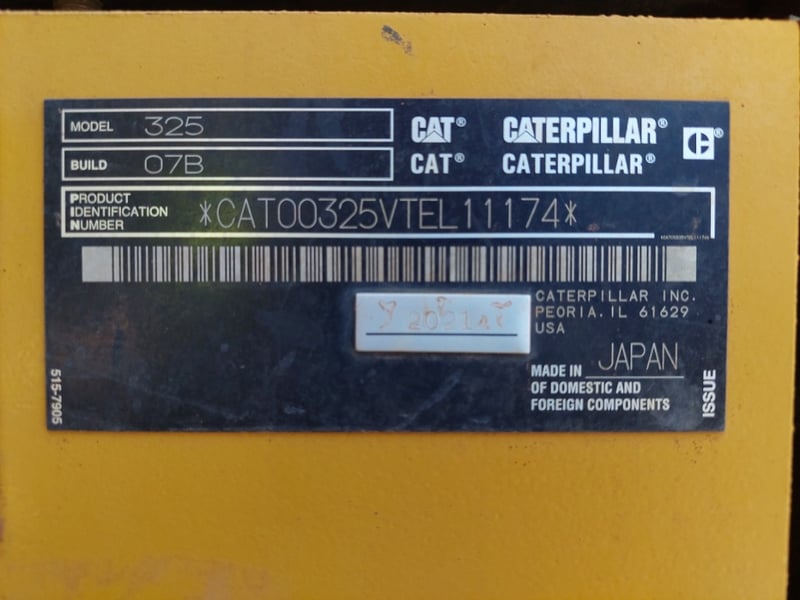 MODEL 325
BUILD 07B
CAT® CATERPILLAR®
CAT® CATERPILLAR®
PRODUCT
IDENTIFICATION
NUMBER
*CAT00325VTEL11174*
CATERPILLAR INC.
PEORIA, IL 61629
USA
MADE IN JAPAN
OF DOMESTIC AND
FOREIGN COMPONENTS
515-7905
ISSUE